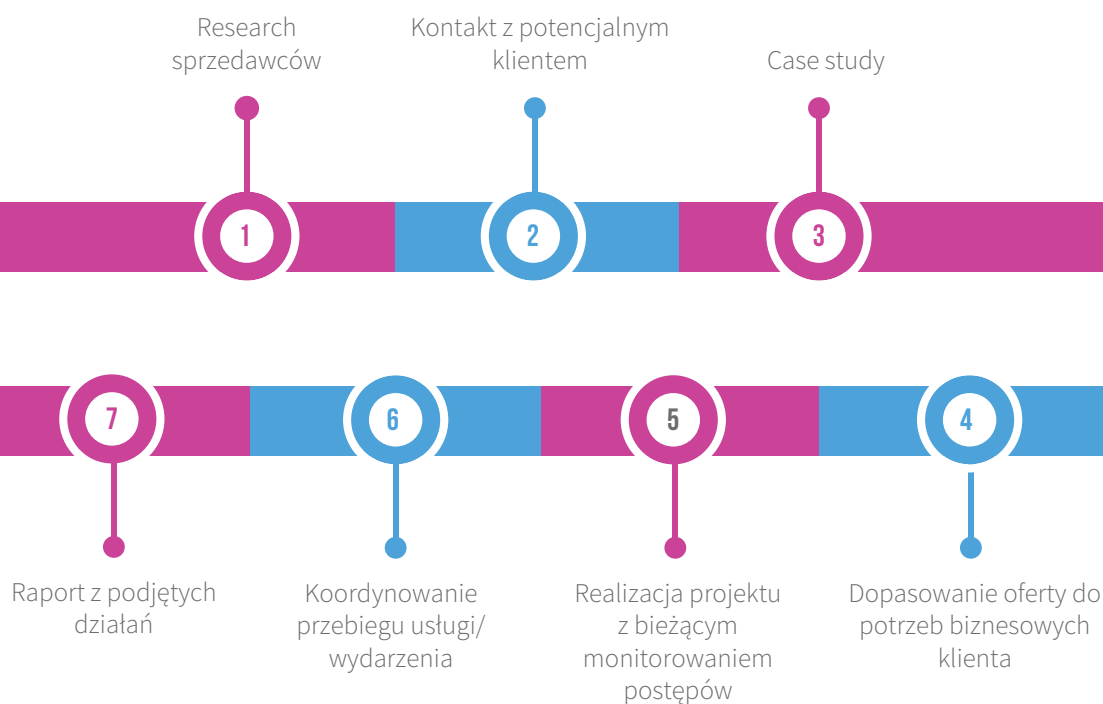 Research
sprzedawców
Kontakt z potencjalnym
klientem
Case study
1
2
3
7
6
5
4
Raport z podjętych
działań
Koordynowanie
przebiegu usługi/
wydarzenia
Realizacja projektu
z bieżącym
monitorowaniem
postępów
Dopasowanie oferty do
potrzeb biznesowych
klienta